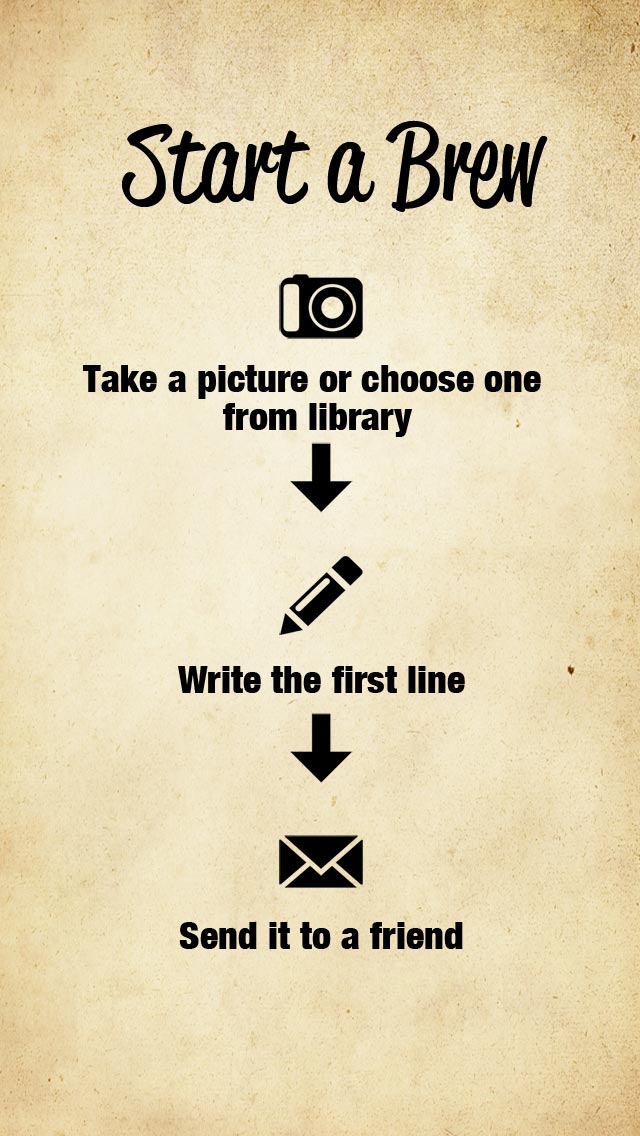 Start a Brew
Take a picture or choose one
from library
Write the first line
Send it to a friend